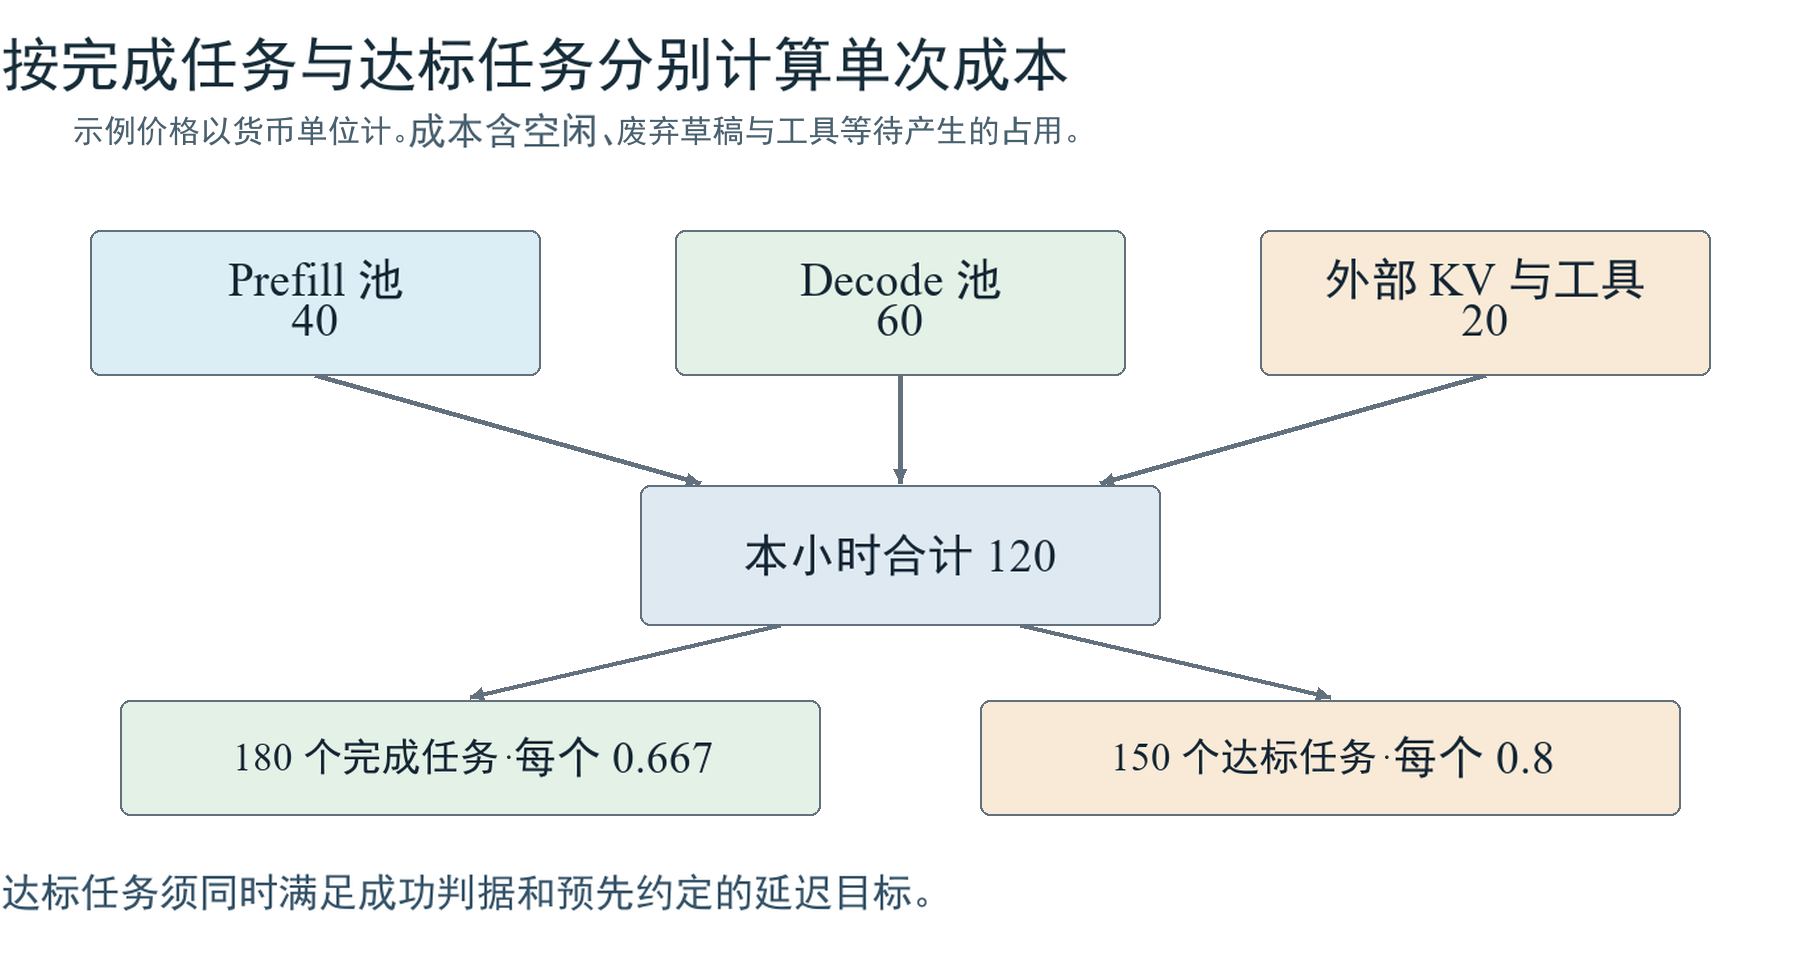 按完成任务与达标任务分别计算单次成本
示例价格以货币单位计。成本含空闲、废弃草稿与工具等待产生的占用。
Prefill 池
40
Decode 池
60
外部 KV 与工具
20
本小时合计 120
180 个完成任务·每个 0.667
150 个达标任务·每个 0.8
达标任务须同时满足成功判据和预先约定的延迟目标。